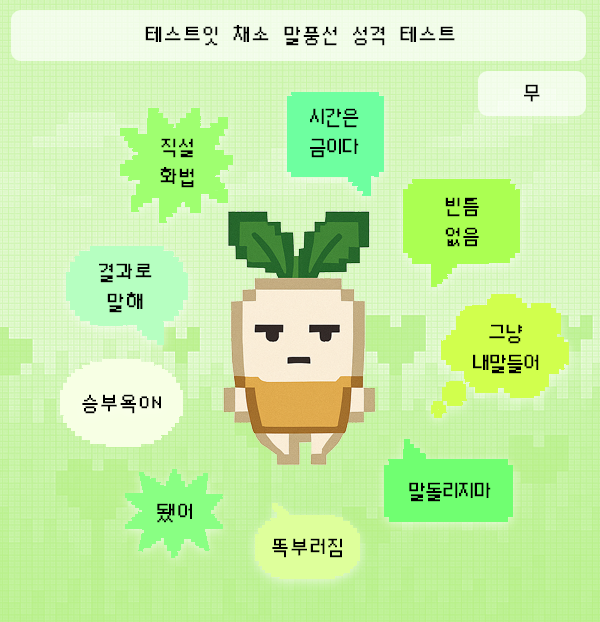 테스트잇 채소 말풍선 성격 테스트
무
시간은
금이다
직설
화법
빈틈
없음
결과로
말해
그냥
내말들어
승부욕OH
말돌리지마
됐어
똑부러짐